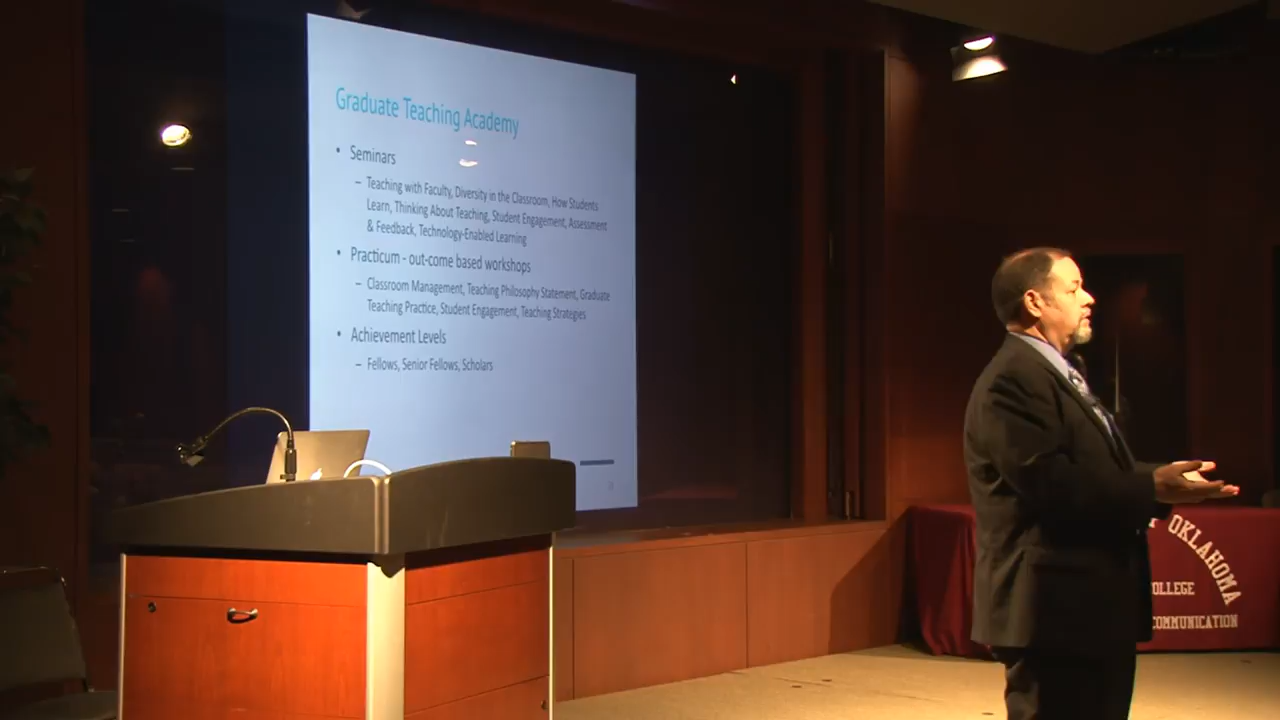 Graduate Teaching Academy
• Seminars
– Teaching with Faculty, Diversity in the Classroom, How Students
Learn, Thinking About Teaching, Student Engagement, Assessment
& Feedback, Technology-Enabled Learning
• Practicum - out-come based workshops
– Classroom Management, Teaching Philosophy Statement, Graduate
Teaching Practice, Student Engagement, Teaching Strategies
• Achievement Levels
– Fellows, Senior Fellows, Scholars
OKLAHOMA
OLLEGE
COMMUNICATION